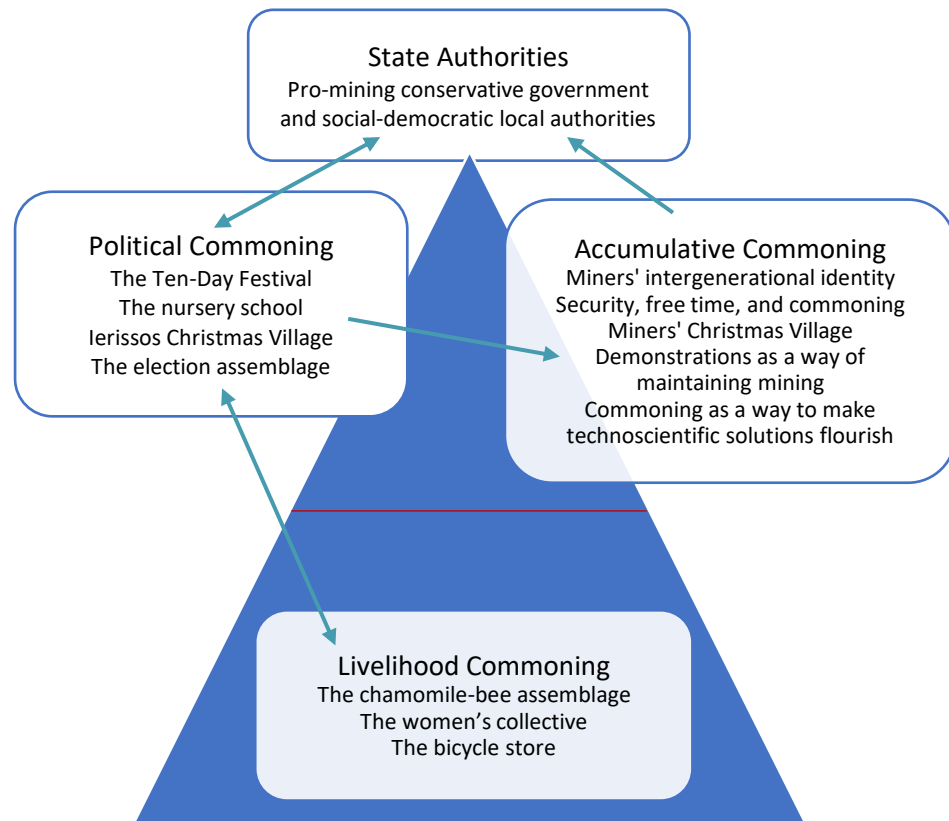 State Authorities
Pro-mining conservative government
and social-democratic local authorities
Political Commoning
The Ten-Day Festival
The nursery school
Ierissos Christmas Village
The election assemblage
Accumulative Commoning
Miners' intergenerational identity
Security, free time, and commoning
Miners' Christmas Village
Demonstrations as a way of
maintaining mining
Commoning as a way to make
technoscientific solutions flourish
Livelihood Commoning
The chamomile-bee assemblage
The women’s collective
The bicycle store